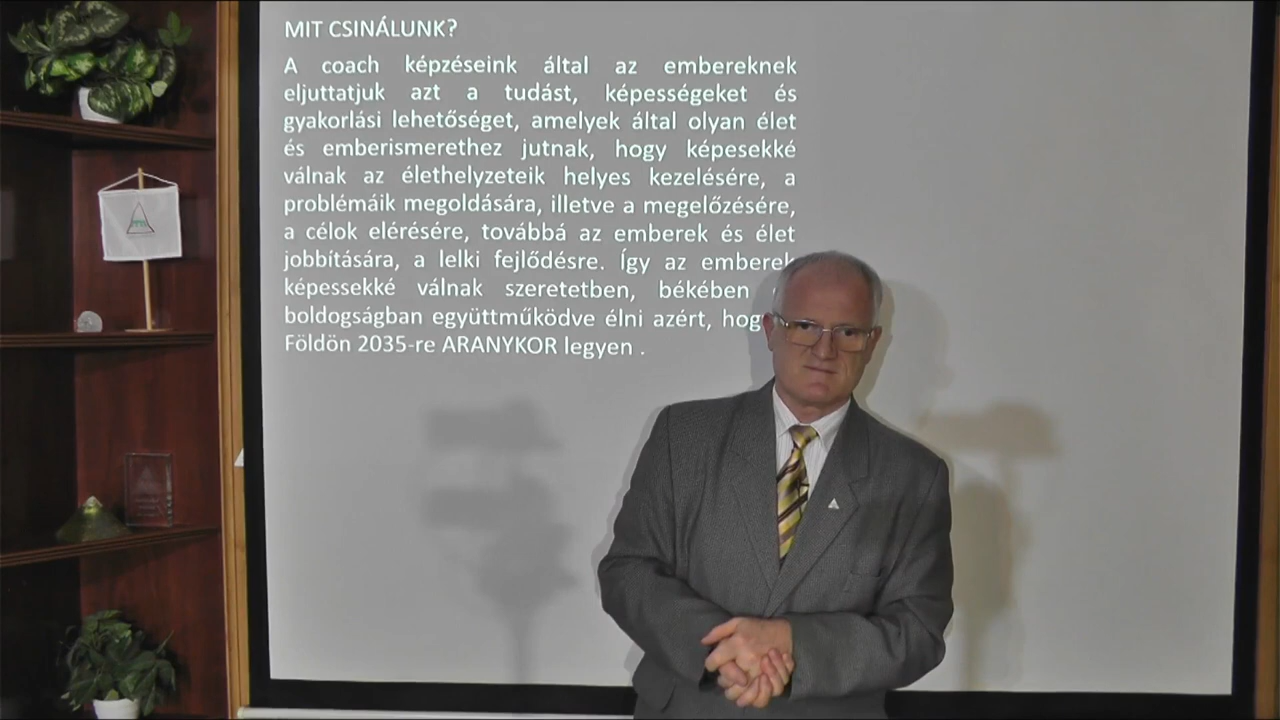 MIT CSINÁLUNK?
A coach képzéseink által az embereknek
eljuttatjuk azt a tudást, képességeket és
gyakorlási lehetőséget, amelyek által olyan élet
és emberismerethez jutnak, hogy képesekké
válnak az élethelyzeteik helyes kezelésére, a
problémáik megoldására, illetve a megelőzésére,
a célok elérésére, továbbá az emberek és élet
jobbítására, a lelki fejlődésre. Így az emberek
képessekké válnak szeretetben, békében
boldogságban együttműködve élni azért,
Földön 2035-re ARANYKOR legyen .